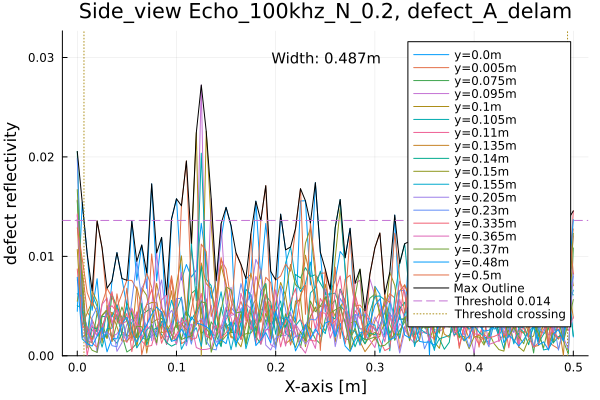 Side_view Echo_100khz_N_0.2, defect_A_delam
Width: 0.487m
defect reflectivity
0.03
0.02
0.01
0.00
0.0
0.1
0.2
0.3
0.4
0.5
X-axis [m]
y=0.0m
y=0.005m
y=0.075m
y=0.095m
y=0.1m
y=0.105m
y=0.11m
y=0.135m
y=0.14m
y=0.15m
y=0.155m
y=0.205m
y=0.23m
y=0.335m
y=0.365m
y=0.37m
y=0.48m
y=0.5m
Max Outline
Threshold 0.014
Threshold crossing